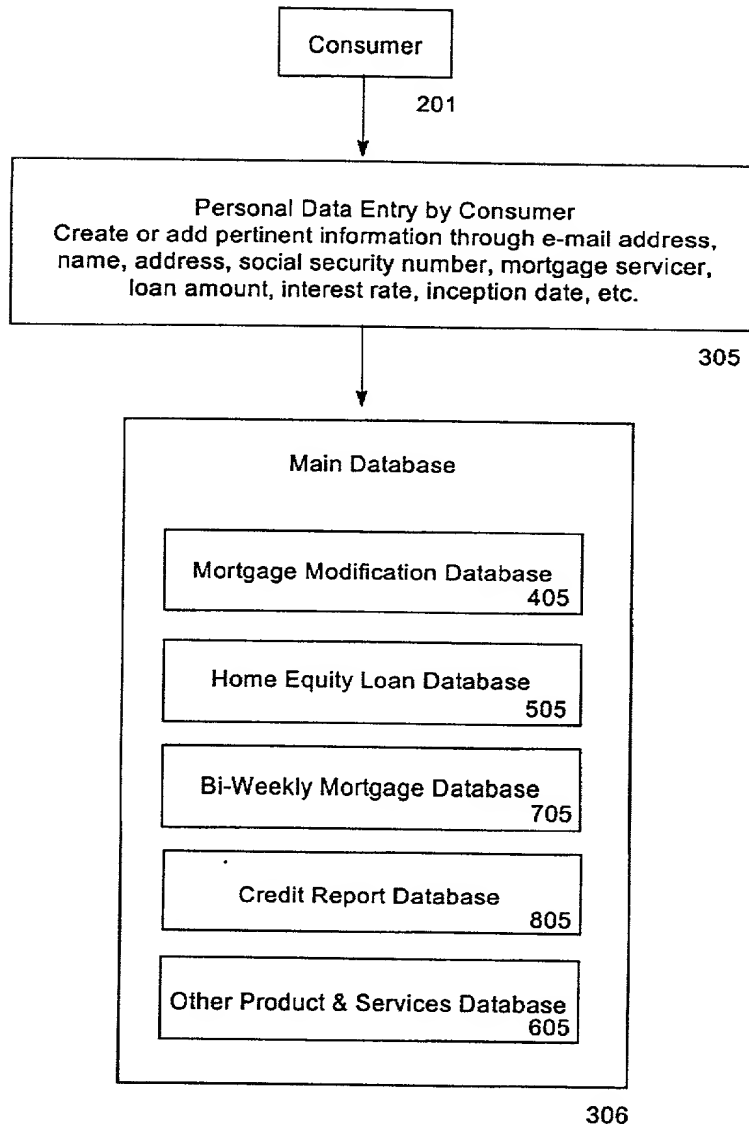 Consumer
201
Personal Data Entry by Consumer
Create or add pertinent information through e-mail address,
name, address, social security number, mortgage servicer,
loan amount, interest rate, inception date, etc.
305
Main Database
Mortgage Modification Database
405
Home Equity Loan Database
505
Bi-Weekly Mortgage Database
705
Credit Report Database
805
Other Product & Services Database
605
306